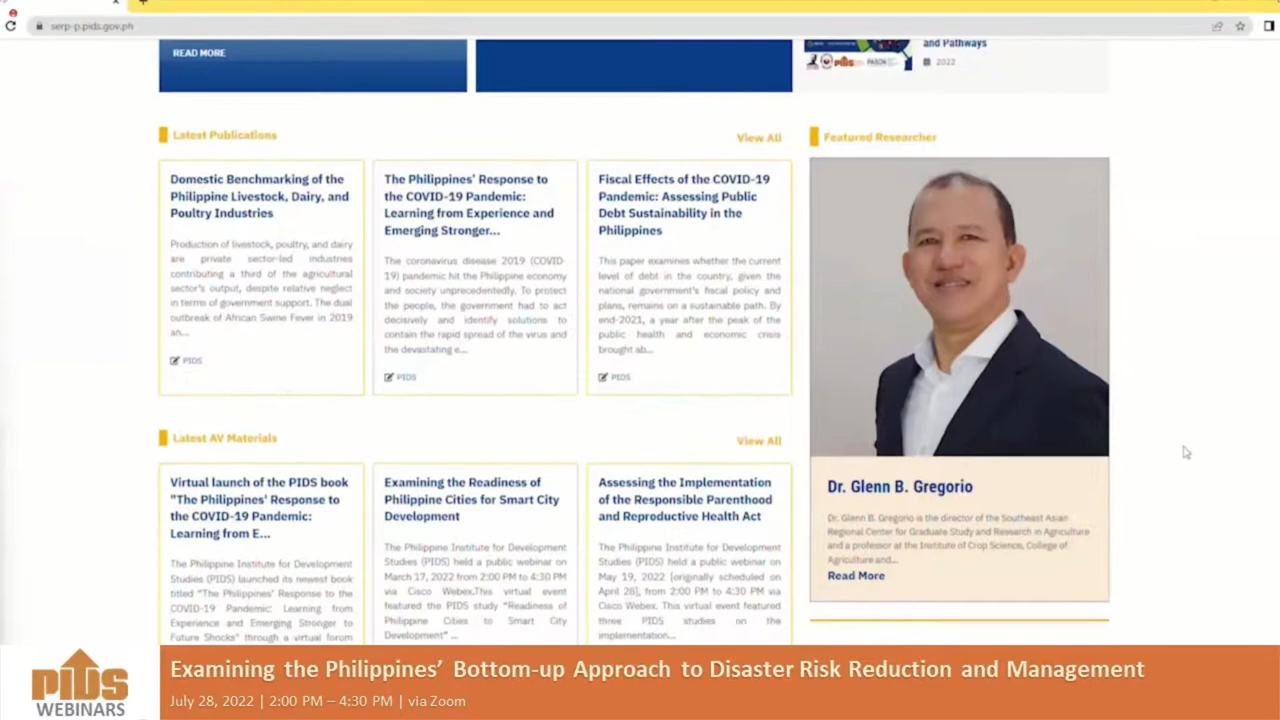 serp-p.pids.gov.ph
READ MORE
and Pathways
2022
Latest Publications
View All
Domestic Benchmarking of the
Philippine Livestock, Dairy, and
Poultry Industries
Production of livestock, poultry, and dairy
are private sector-led industries
contributing a third of the agricultural
sector's output, despite relative neglect
in terms of government support. The dual
outbreak of African Swine Fever in 2019
an...
PIDS
The Philippines' Response to
the COVID-19 Pandemic:
Learning from Experience and
Emerging Stronger...
The coronavirus disease 2019 (COVID-
19) pandemic hit the Philippine economy
and society unprecedentedly. To protect
the people, the government had to act
decisively and identify solutions to
contain the rapid spread of the virus and
the devastating e...
PIDS
Fiscal Effects of the COVID-19
Pandemic: Assessing Public
Debt Sustainability in the
Philippines
This paper examines whether the current
level of debt in the country, given the
national government's fiscal policy and
plans, remains on a sustainable path. By
end-2021, a year after the peak of the
public health and economic crisis
brought ab...
PIDS
Featured Researcher
Dr. Glenn B. Gregorio
Dr. Glenn B. Gregorio is the director of the Southeast Asian
Regional Center for Graduate Study and Research in Agriculture
and a professor at the Institute of Crop Science, College of
Agriculture and...
Read More
Latest AV Materials
View All
Virtual launch of the PIDS book
"The Philippines' Response to
the COVID-19 Pandemic:
Learning from E...
The Philippine Institute for Development
Studies (PIDS) launched its newest book
titled "The Philippines' Response to the
COVID-19 Pandemic: Learning from
Experience and Emerging Stronger to
Future Shocks" through a virtual forum
Examining the Readiness of
Philippine Cities for Smart City
Development
The Philippine Institute for Development
Studies (PIDS) held a public webinar on
March 17, 2022 from 2:00 PM to 4:30 PM
via Cisco Webex.This virtual event
featured the PIDS study "Readiness of
Philippine Cities to Smart City
Development" ...
Assessing the Implementation
of the Responsible Parenthood
and Reproductive Health Act
The Philippine Institute for Development
Studies (PIDS) held a public webinar on
May 19, 2022 [originally scheduled on
April 28], from 2:00 PM to 4:30 PM via
Cisco Webex. This virtual event featured
three PIDS studies on the
implementation...
PIDS
WEBINARS
Examining the Philippines' Bottom-up Approach to Disaster Risk Reduction and Management
July 28, 2022 | 2:00 PM – 4:30 PM | via Zoom